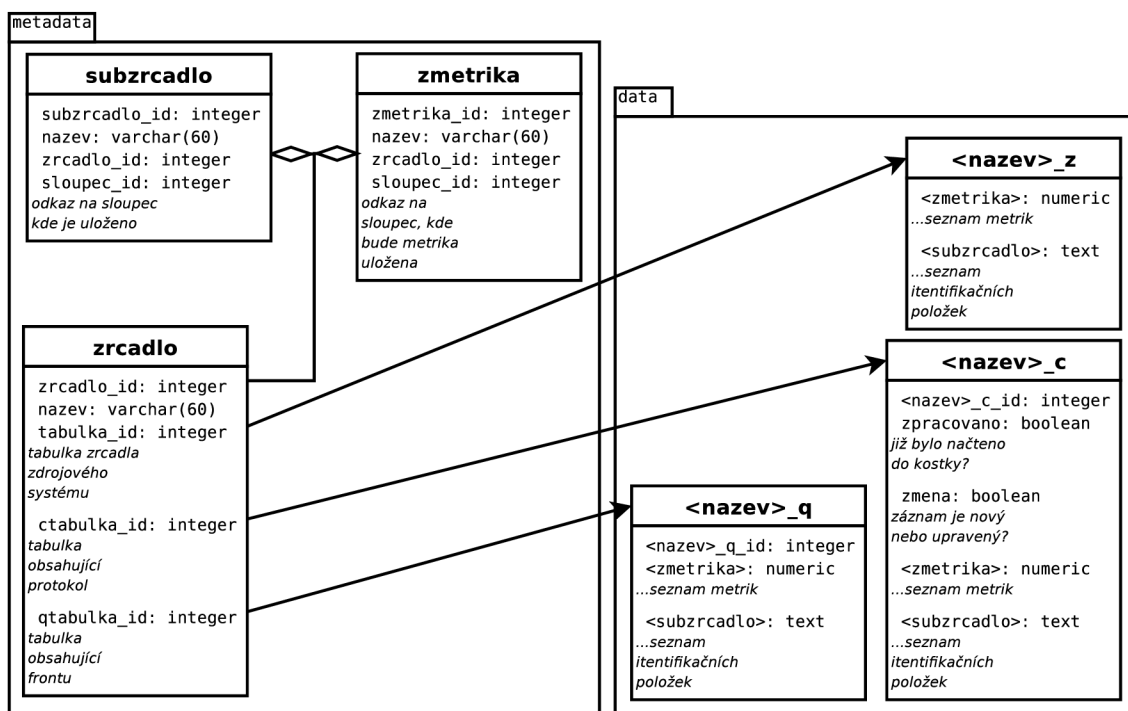 metadata
subzrcadlo
subzrcadlo_id: integer
nazev: varchar(60)
zrcadlo_id: integer
sloupec_id: integer
odkaz na sloupec
kde je uloženo
zmetrika
zmetrika_id: integer
nazev: varchar(60)
zrcadlo_id: integer
sloupec_id: integer
odkaz na
sloupec, kde
bude metrika
uložena
zrcadlo
zrcadlo_id: integer
nazev: varchar(60)
tabulka_id: integer
tabulka zrcadla
zdrojového
systému
ctabulka_id: integer
tabulka
obsahující
protokol
qtabulka_id: integer
tabulka
obsahující
frontu
data
<nazev>_z
<zmetrika>: numeric
...seznam metrik
<subzrcadlo>: text
...seznam
itentifikačních
položek
<nazev>_c
<nazev>_c_id: integer
zpracovano: boolean
již bylo načteno
do kostky?
zmena: boolean
záznam je nový
nebo upravený?
<zmetrika>: numeric
...seznam metrik
<subzrcadlo>: text
...seznam
itentifikačních
položek
<nazev>_q
<nazev>_q_id: integer
<zmetrika>: numeric
...seznam metrik
<subzrcadlo>: text
...seznam
itentifikačních
položek